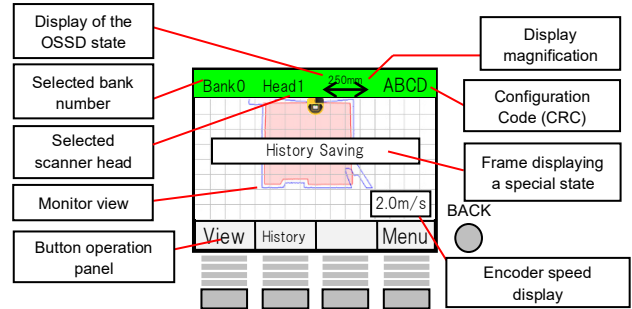 Display of the
OSSD state
Display
magnification
Selected bank
number
Bank0 Head1 250mm ABCD
Configuration
Code (CRC)
Selected
scanner head
History Saving
Frame displaying
a special state
Monitor view
2.0m/s
BACK
Button operation
panel
View History Menu
Encoder speed
display